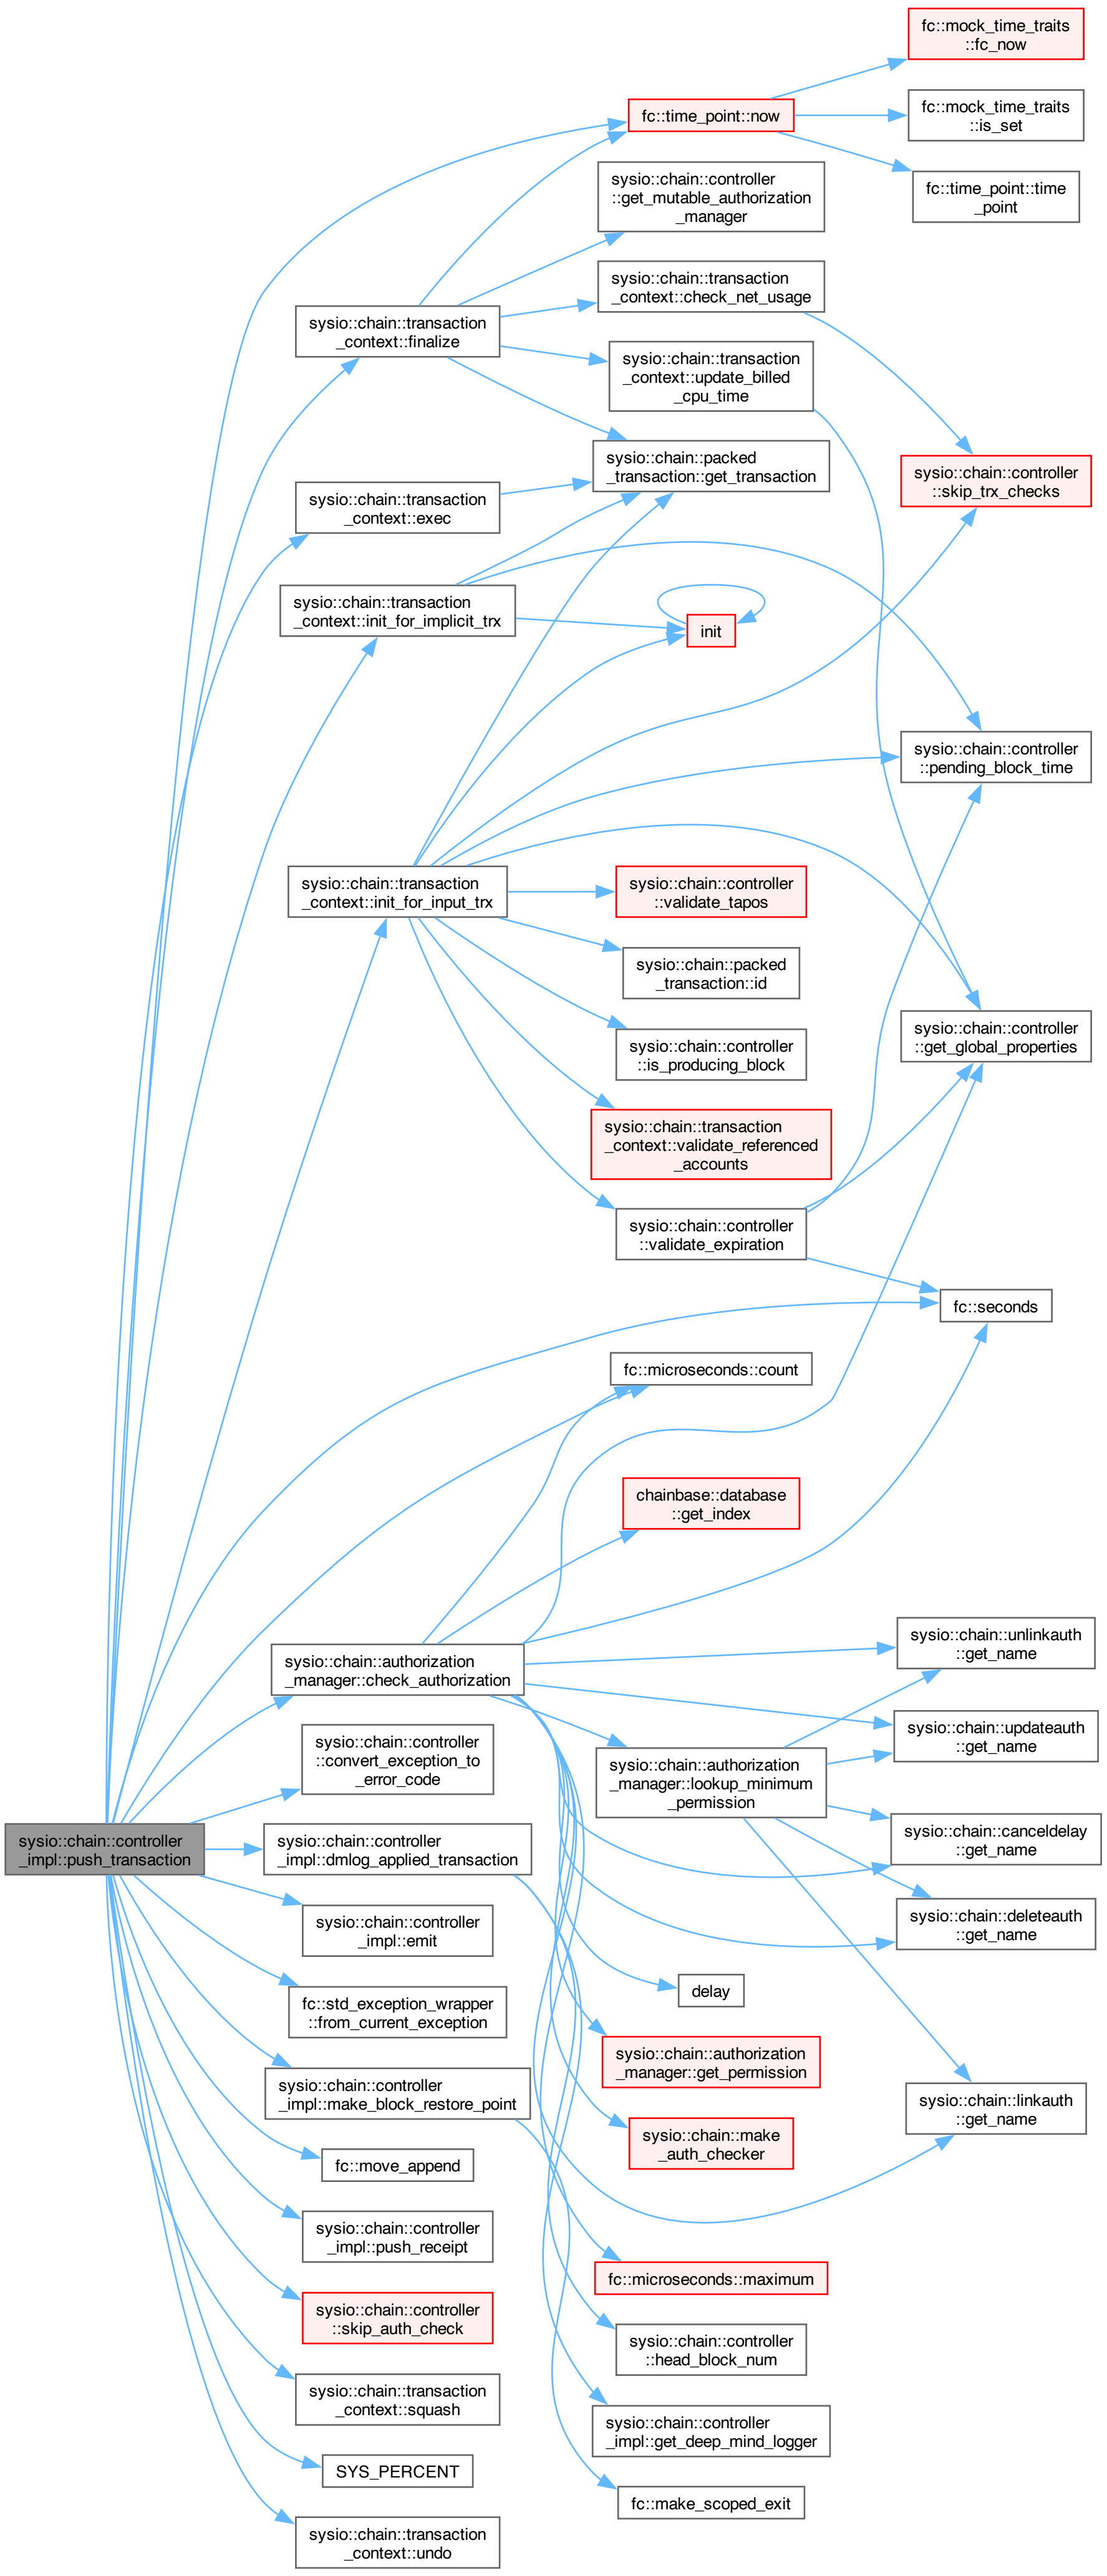 fc::mock_time_traits
::fc_now
fc::time_point::now
fc::mock_time_traits
::is_set
fc::time_point::time
_point
sysio::chain::controller
::get_mutable_authorization
_manager
sysio::chain::transaction
_context::check_net_usage
sysio::chain::transaction
_context::finalize
sysio::chain::transaction
_context::update_billed
_cpu_time
sysio::chain::packed
_transaction::get_transaction
sysio::chain::controller
::skip_trx_checks
sysio::chain::transaction
_context::exec
sysio::chain::transaction
_context::init_for_implicit_trx
init
sysio::chain::controller
::pending_block_time
sysio::chain::transaction
_context::init_for_input_trx
sysio::chain::controller
::validate_tapos
sysio::chain::packed
_transaction::id
sysio::chain::controller
::is_producing_block
sysio::chain::controller
::get_global_properties
sysio::chain::transaction
_context::validate_referenced
_accounts
sysio::chain::controller
::validate_expiration
fc::seconds
fc::microseconds::count
chainbase::database
::get_index
sysio::chain::authorization
_manager::check_authorization
sysio::chain::unlinkauth
::get_name
sysio::chain::updateauth
::get_name
sysio::chain::controller
::convert_exception_to
_error_code
sysio::chain::authorization
_manager::lookup_minimum
_permission
sysio::chain::canceldelay
::get_name
sysio::chain::controller
_impl::push_transaction
sysio::chain::controller
_impl::dmlog_applied_transaction
sysio::chain::deleteauth
::get_name
sysio::chain::controller
_impl::emit
delay
fc::std_exception_wrapper
::from_current_exception
sysio::chain::authorization
_manager::get_permission
sysio::chain::controller
_impl::make_block_restore_point
sysio::chain::linkauth
::get_name
sysio::chain::make
_auth_checker
fc::move_append
sysio::chain::controller
_impl::push_receipt
fc::microseconds::maximum
sysio::chain::controller
::skip_auth_check
sysio::chain::controller
::head_block_num
sysio::chain::transaction
_context::squash
sysio::chain::controller
_impl::get_deep_mind_logger
SYS_PERCENT
fc::make_scoped_exit
sysio::chain::transaction
_context::undo